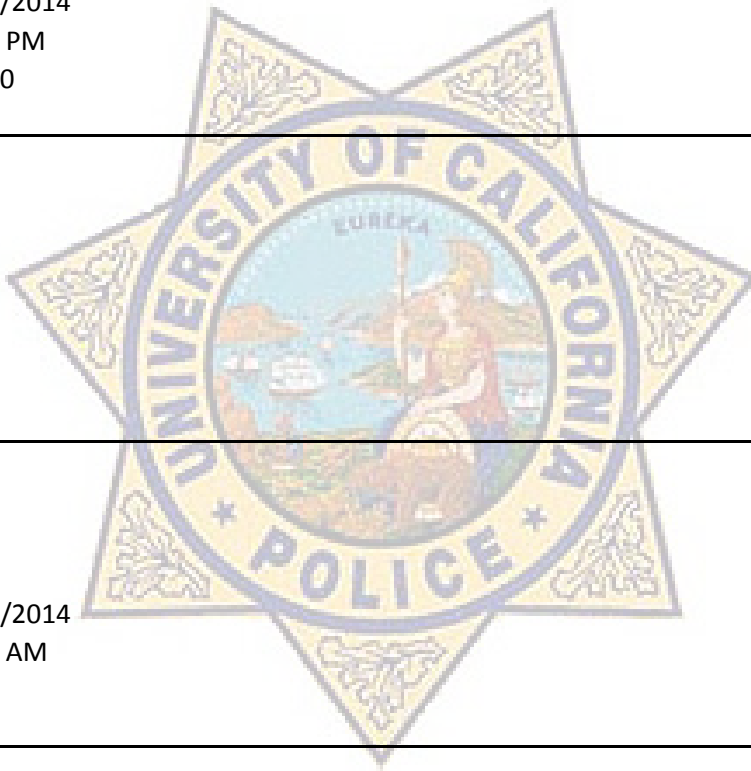 /2014
PM
0
UNIVERSITY OF CALIFORNIA
EUREKA
POLICE
/2014
AM